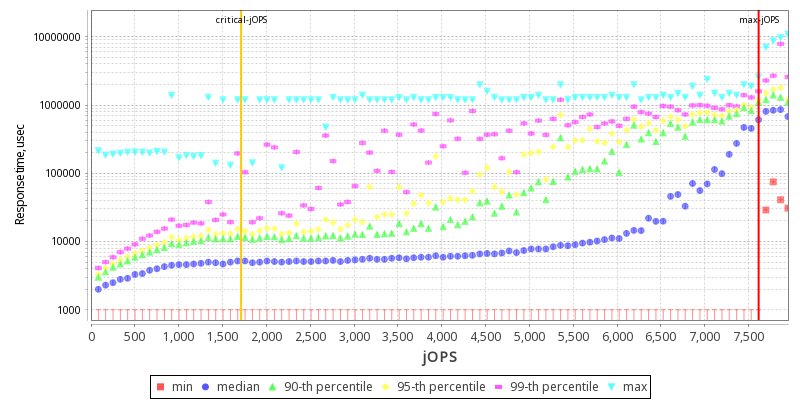 critical-jOPS max-jOPS
10000000
1000000
100000
10000
1000
Response time, usec
0 500 1,000 1,500 2,000 2,500 3,000 3,500 4,000 4,500 5,000 5,500 6,000 6,500 7,000 7,500
jOPS
min median 90-th percentile 95-th percentile 99-th percentile max